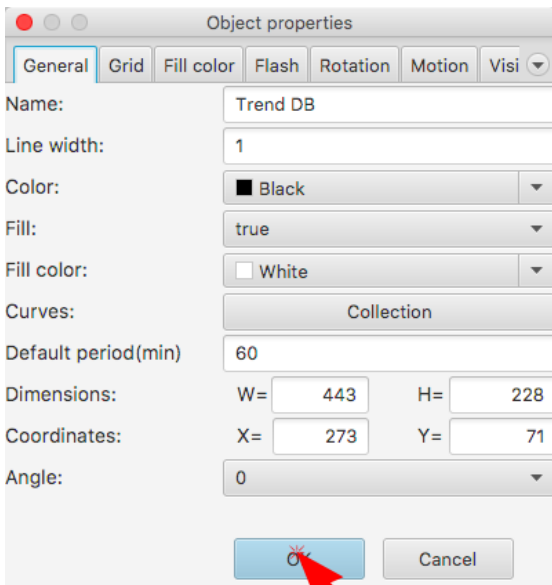 Object properties
General Grid Fill color Flash Rotation Motion Visi
Name: Trend DB
Line width: 1
Color: Black
Fill: true
Fill color: White
Curves: Collection
Default period(min) 60
Dimensions: W= 443 H= 228
Coordinates: X= 273 Y= 71
Angle: 0
OK Cancel